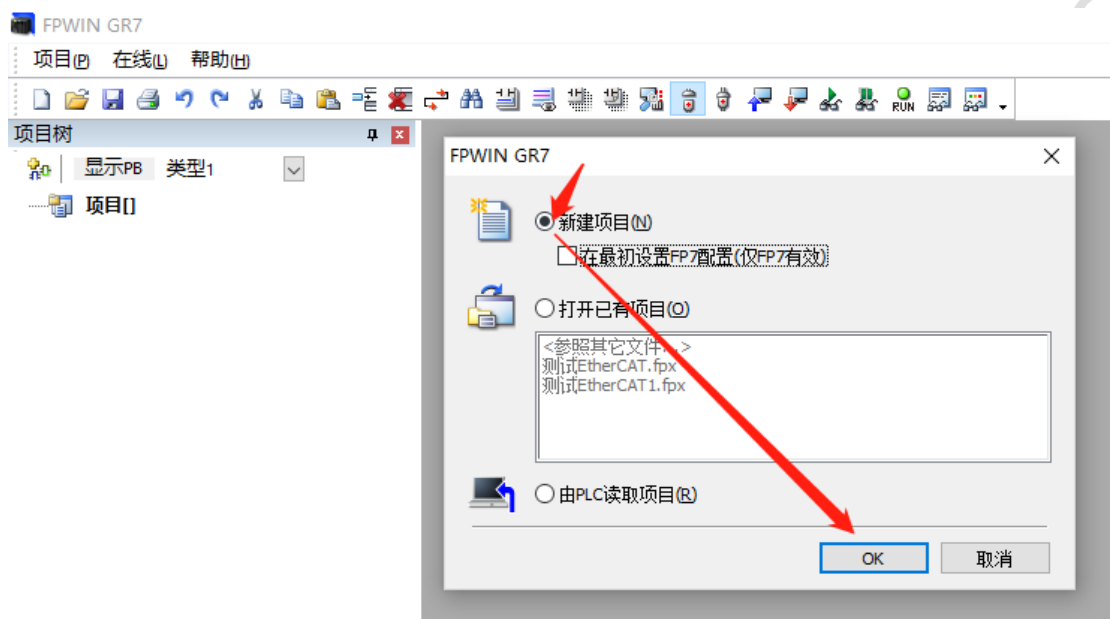 FPWIN GR7
项目(P) 在线(L) 帮助(H)
RUN
项目树
显示PB 类型1
项目[]
FPWIN GR7
新建项目(N)
在最初设置FP7配置(仅FP7有效)
打开已有项目(O)
<参照其它文件...>
测试EtherCAT.fpx
测试EtherCAT1.fpx
由PLC读取项目(R)
OK 取消